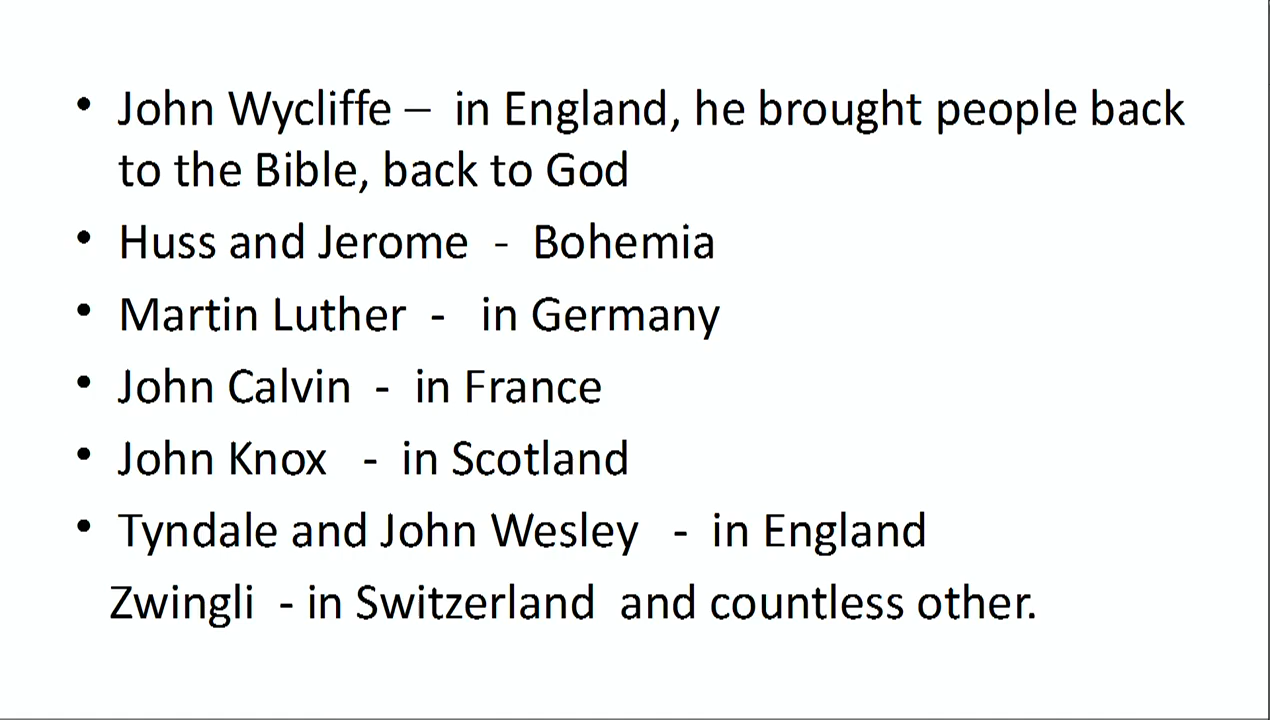 • John Wycliffe –  in England, he brought people back
to the Bible, back to God
• Huss and Jerome  -  Bohemia
• Martin Luther  -   in Germany
• John Calvin  -  in France
• John Knox   -  in Scotland
• Tyndale and John Wesley   -  in England
Zwingli  - in Switzerland  and countless other.